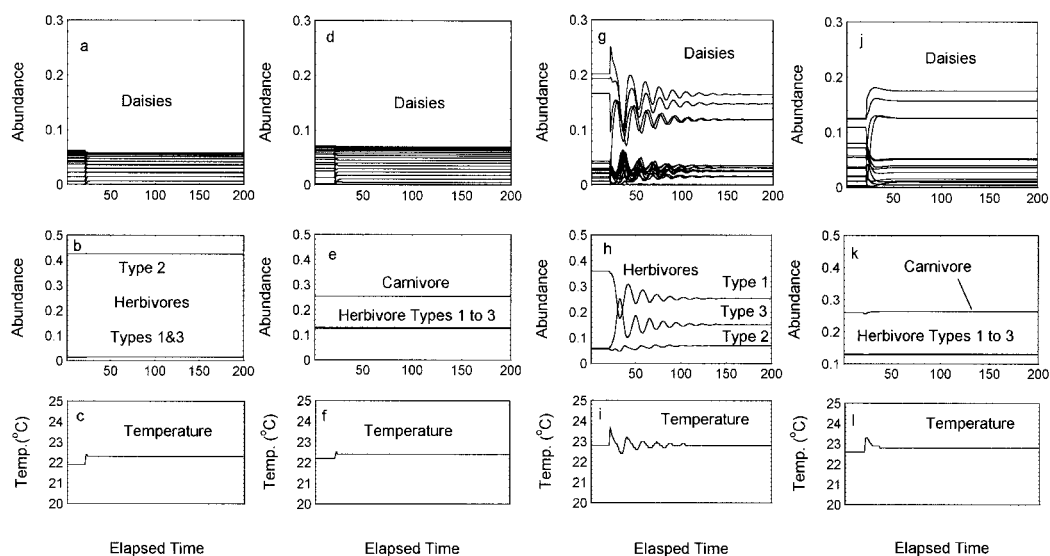 0.3 0.2 0.1 0 Abundance a Daisies 50 100 150 200
0.3 0.2 0.1 0 Abundance d Daisies 50 100 150 200
0.3 0.2 0.1 0 Abundance g Daisies 50 100 150 200
0.3 0.2 0.1 0 Abundance j Daisies 50 100 150 200
0.5 0.4 0.3 0.2 0.1 0 Abundance b Type 2 Herbivores Types 1&3 50 100 150 200
0.5 0.4 0.3 0.2 0.1 0 Abundance e Carnivore Herbivore Types 1 to 3 50 100 150 200
0.5 0.4 0.3 0.2 0.1 0 Abundance h Herbivores Type 1 Type 3 Type 2 50 100 150 200
0.5 0.4 0.3 0.2 0.1 Abundance k Carnivore Herbivore Types 1 to 3 50 100 150 200
25 24 23 22 21 20 Temp.(°C) c Temperature
25 24 23 22 21 20 Temp. (°C) f Temperature
25 24 23 22 21 20 Temp. (°C) i Temperature
25 24 23 22 21 20 Temp. (°C) l Temperature
Elapsed Time
Elapsed Time
Elasped Time
Elapsed Time